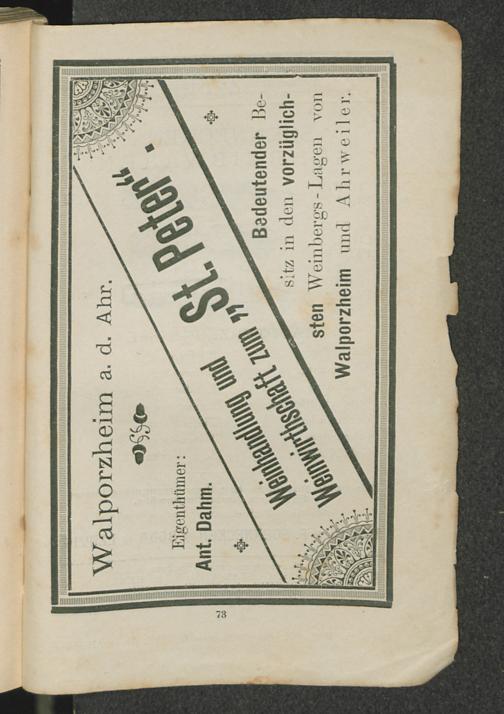 Walporzheim a. d. Ahr.
Eigenthümer:
Ant. Dahm.
Weinhandlung und
Weinwirthschaft zum „St. Peter“.
Badeutender Be-
sitz in den vorzüglich-
sten Weinbergs-Lagen von
Walporzheim und Ahrweiler.
73